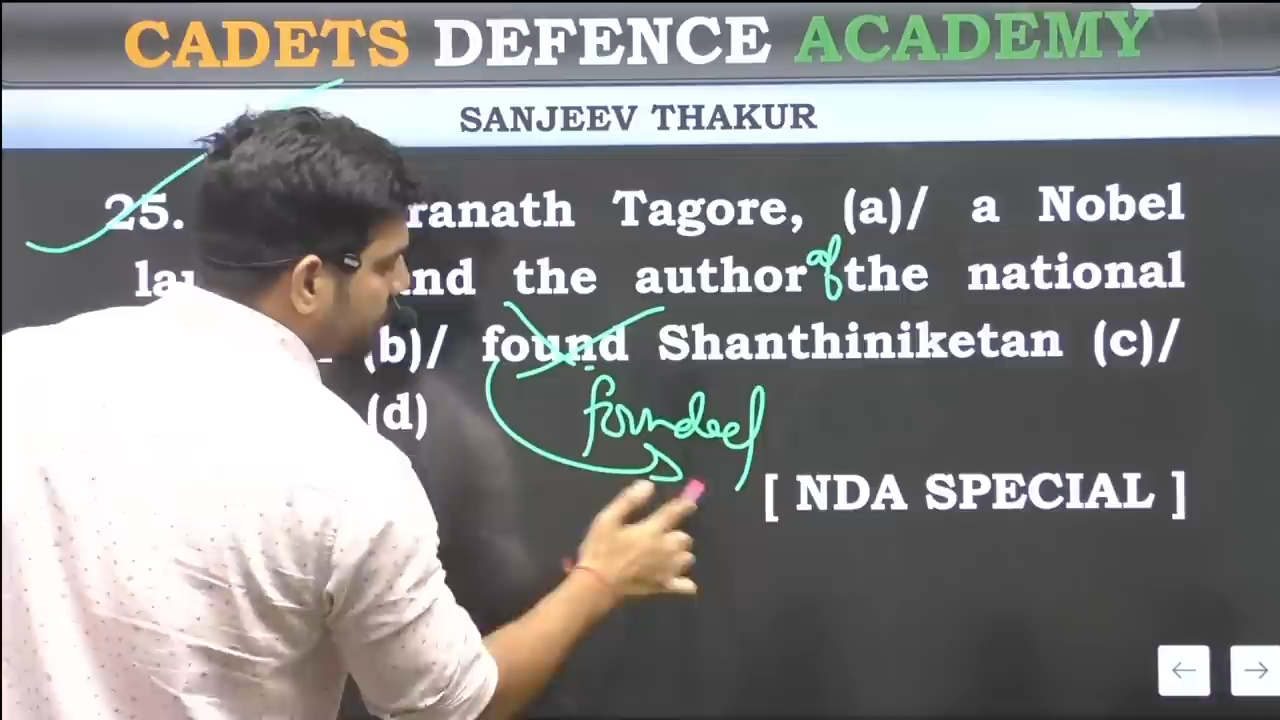 CADETS DEFENCE ACADEMY
SANJEEV THAKUR
25. ranath Tagore, (a)/ a Nobel
the author of the national
(b)/ found Shanthiniketan (c)/
founded
(d)
[ NDA SPECIAL ]